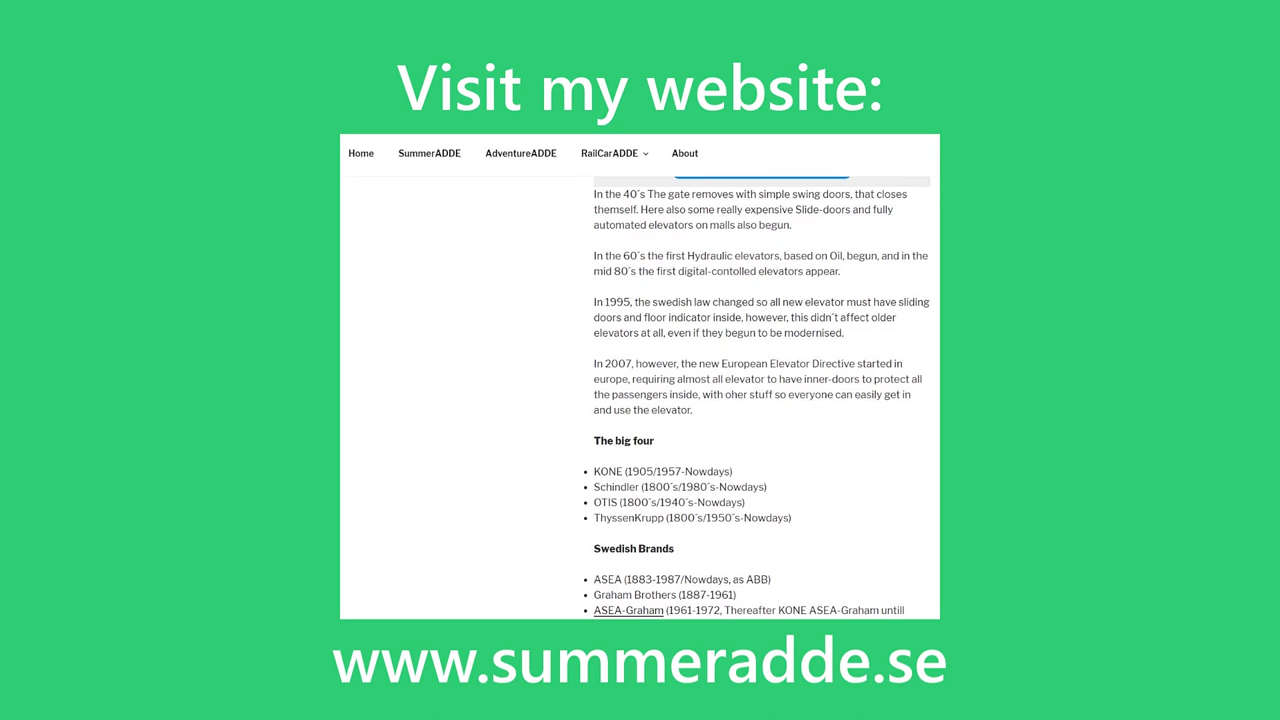 Visit my website:
Home SummerADDE AdventureADDE RailCarADDE About
In the 40´s The gate removes with simple swing doors, that closes
themself. Here also some really expensive Slide-doors and fully
automated elevators on malls also begun.
In the 60´s the first Hydraulic elevators, based on Oil, begun, and in the
mid 80´s the first digital-contolled elevators appear.
In 1995, the swedish law changed so all new elevator must have sliding
doors and floor indicator inside, however, this didn´t affect older
elevators at all, even if they begun to be modernised.
In 2007, however, the new European Elevator Directive started in
europe, requiring almost all elevator to have inner-doors to protect all
the passengers inside, with oher stuff so everyone can easily get in
and use the elevator.
The big four
• KONE (1905/1957-Nowdays)
• Schindler (1800´s/1980´s-Nowdays)
• OTIS (1800´s/1940´s-Nowdays)
• ThyssenKrupp (1800´s/1950´s-Nowdays)
Swedish Brands
• ASEA (1883-1987/Nowdays, as ABB)
• Graham Brothers (1887-1961)
• ASEA-Graham (1961-1972, Thereafter KONE ASEA-Graham untill
www.summeradde.se